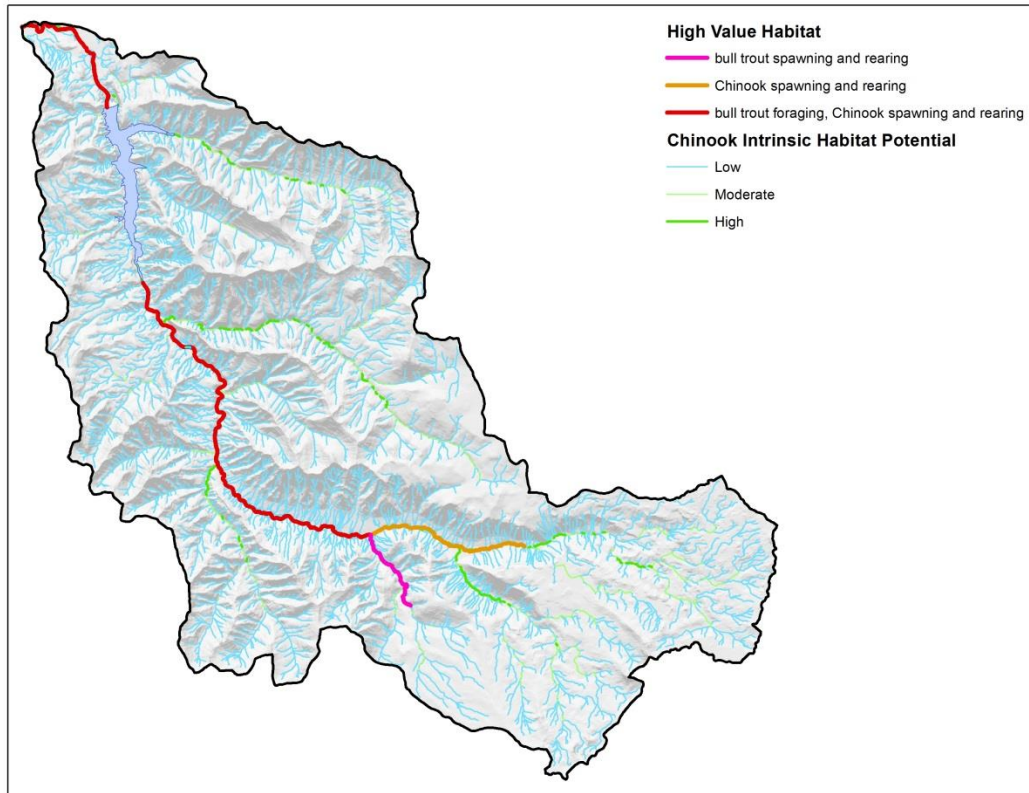 High Value Habitat
bull trout spawning and rearing
Chinook spawning and rearing
bull trout foraging, Chinook spawning and rearing
Chinook Intrinsic Habitat Potential
Low
Moderate
High